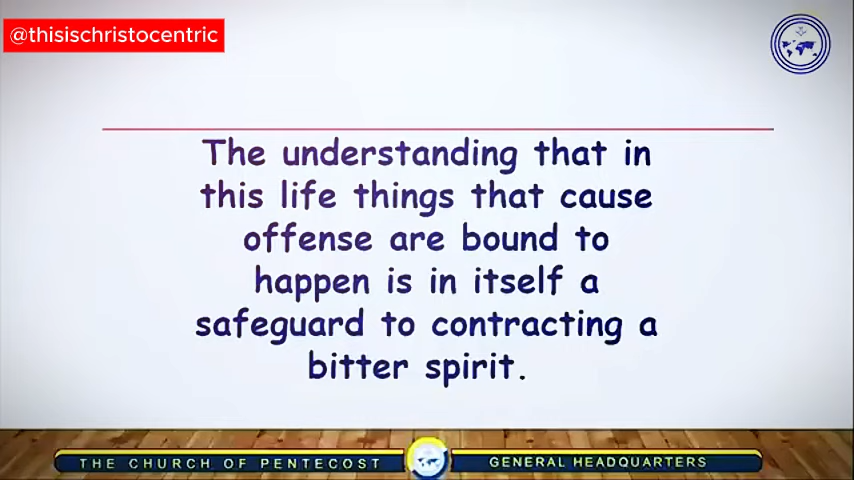 @thisischristocentric
The understanding that in
this life things that cause
offense are bound to
happen is in itself a
safeguard to contracting a
bitter spirit.
THE CHURCH OF PENTECOST
GENERAL HEADQUARTERS